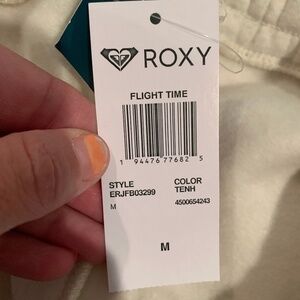 ROXY
FLIGHT TIME
1 94476 77682 5
STYLE COLOR
ERJFB03299 TENH
M 4500654243
M